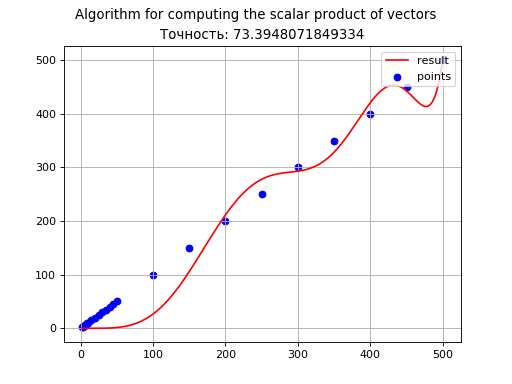 Algorithm for computing the scalar product of vectors
Точность: 73.3948071849334
result
points
500
400
300
200
100
0
0 100 200 300 400 500